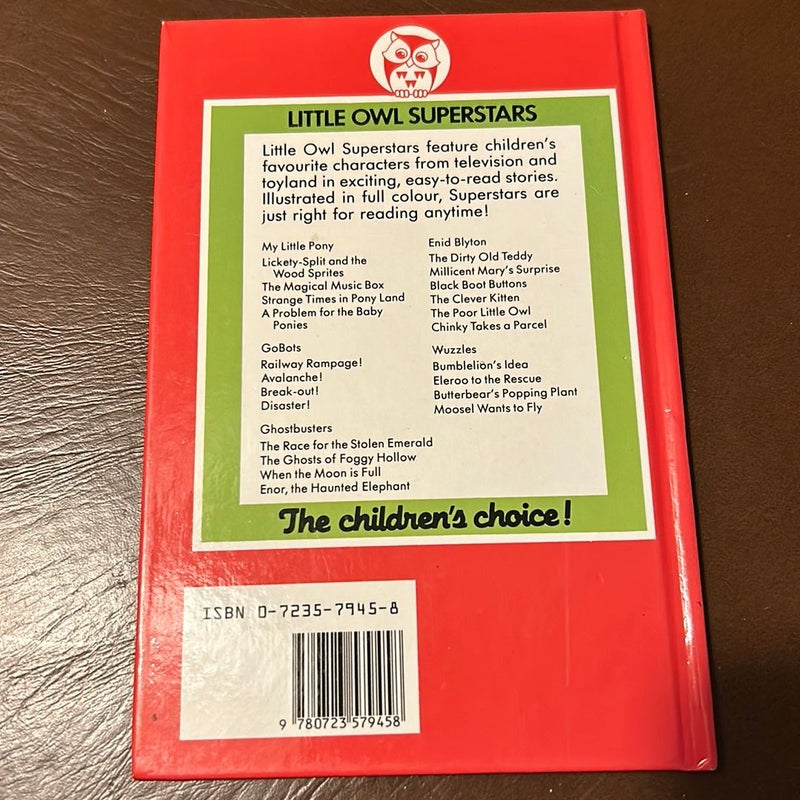 LITTLE OWL SUPERSTARS
Little Owl Superstars feature children's
favourite characters from television and
toyland in exciting, easy-to-read stories.
Illustrated in full colour, Superstars are
just right for reading anytime!
My Little Pony
Lickety-Split and the
Wood Sprites
The Magical Music Box
Strange Times in Pony Land
A Problem for the Baby
Ponies
GoBots
Railway Rampage!
Avalanche!
Break-out!
Disaster!
Ghostbusters
The Race for the Stolen Emerald
The Ghosts of Foggy Hollow
When the Moon is Full
Enor, the Haunted Elephant
Enid Blyton
The Dirty Old Teddy
Millicent Mary's Surprise
Black Boot Buttons
The Clever Kitten
The Poor Little Owl
Chinky Takes a Parcel
Wuzzles
Bumblelion's Idea
Eleroo to the Rescue
Butterbear's Popping Plant
Moosel Wants to Fly
The children's choice!
ISBN 0-7235-7945-8
9 780723 579458